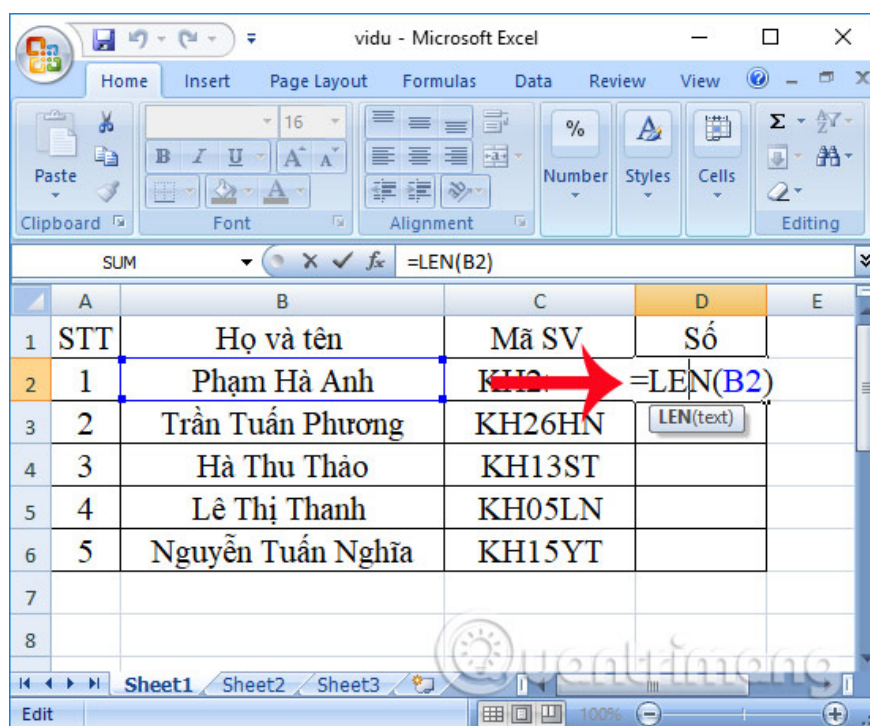 vidu - Microsoft Excel
Home Insert Page Layout Formulas Data Review View
Paste
16
B I U A A
% Number
Styles
Cells
Σ
Clipboard Font Alignment Editing
SUM fx =LEN(B2)
A B C D E
1 STT Họ và tên Mã SV Số
2 1 Phạm Hà Anh =LEN(B2)
LEN(text)
3 2 Trần Tuấn Phương KH26HN
4 3 Hà Thu Thảo KH13ST
5 4 Lê Thị Thanh KH05LN
6 5 Nguyễn Tuấn Nghĩa KH15YT
7
8
Quantrimang
Sheet1 Sheet2 Sheet3
Edit 100%